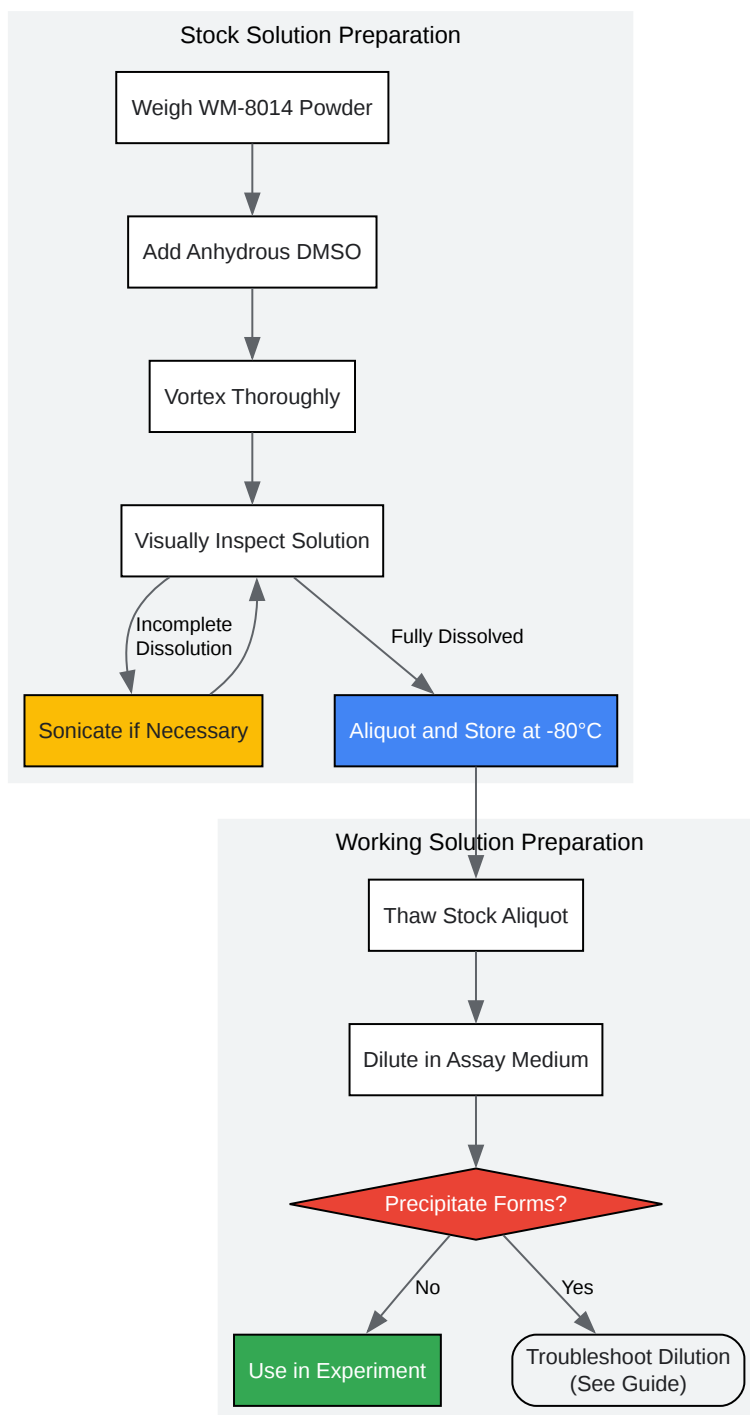 Stock Solution Preparation
Weigh WM-8014 Powder
Add Anhydrous DMSO
Vortex Thoroughly
Visually Inspect Solution
Incomplete
Dissolution
Fully Dissolved
Sonicate if Necessary
Aliquot and Store at -80°C
Working Solution Preparation
Thaw Stock Aliquot
Dilute in Assay Medium
Precipitate Forms?
No
Yes
Use in Experiment
Troubleshoot Dilution
(See Guide)